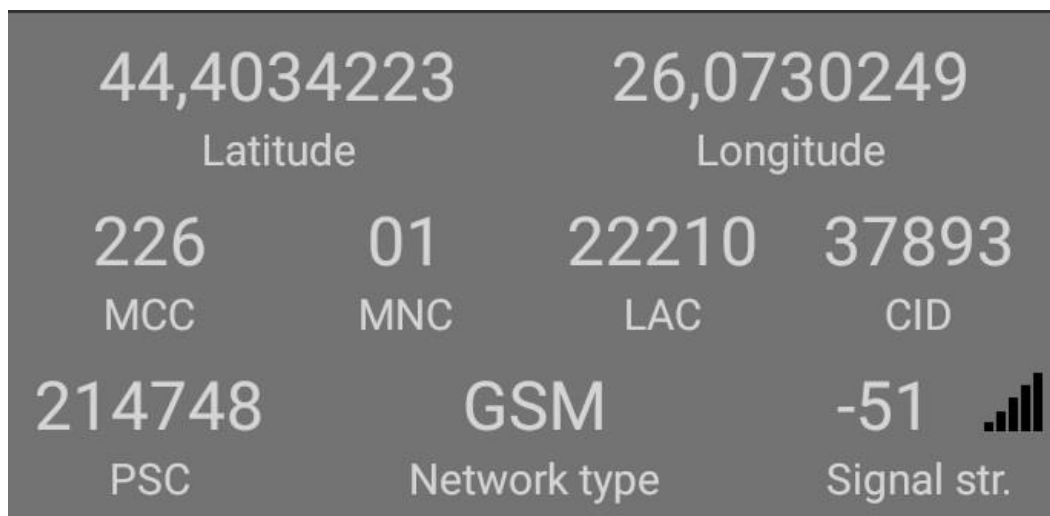 44,4034223 26,0730249
Latitude Longitude
226 01 22210 37893
MCC MNC LAC CID
214748 GSM -51
PSC Network type Signal str.